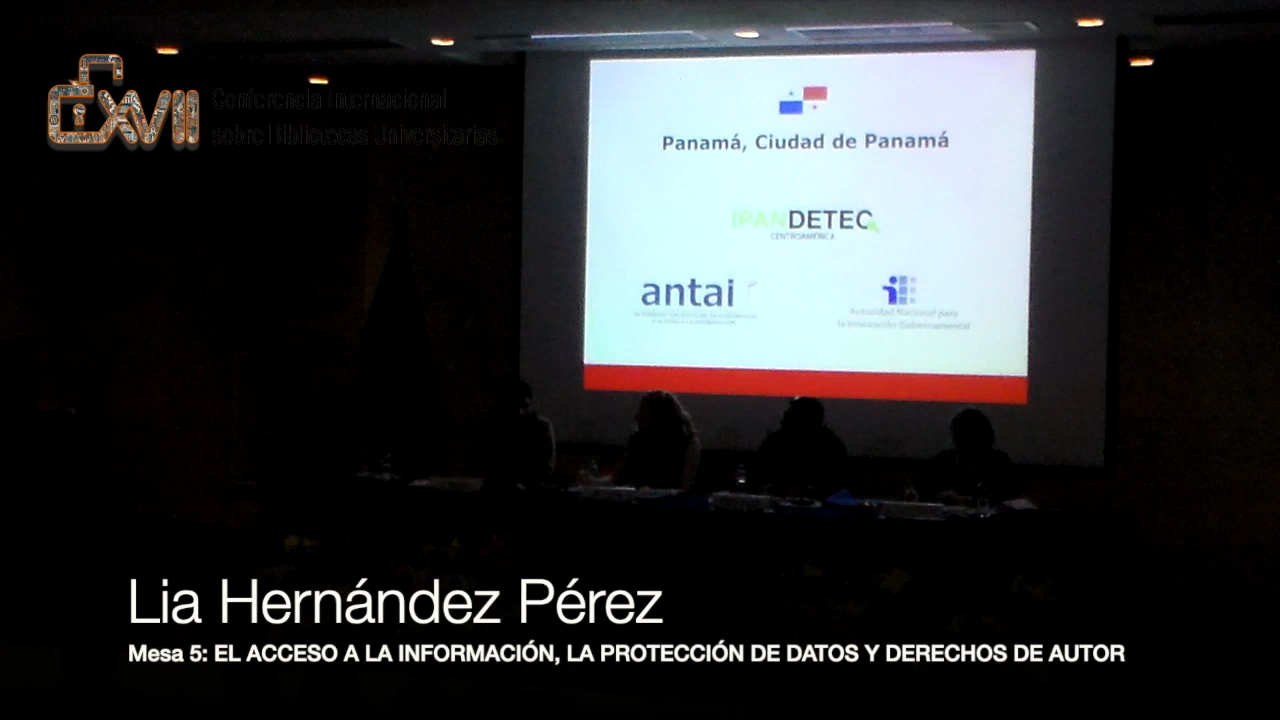 XVII
Conferencia Internacional
sobre Bibliotecas Universitarias
Panamá, Ciudad de Panamá
IPANDETEC
CENTROAMÉRICA
antai
Autoridad Nacional para
la Innovación Gubernamental
Lia Hernández Pérez
Mesa 5: EL ACCESO A LA INFORMACIÓN, LA PROTECCIÓN DE DATOS Y DERECHOS DE AUTOR